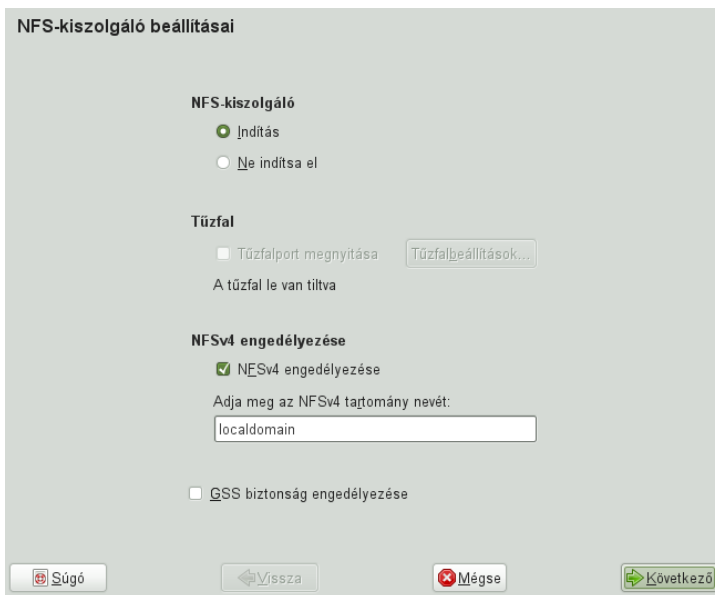 NFS-kiszolgáló beállításai
NFS-kiszolgáló
Indítás
Ne indítsa el
Tűzfal
Tűzfalport megnyitása
Tűzfalbeállítások...
A tűzfal le van tiltva
NFSv4 engedélyezése
NFSv4 engedélyezése
Adja meg az NFSv4 tartomány nevét:
localdomain
GSS biztonság engedélyezése
Súgó
Vissza
Mégse
Következő